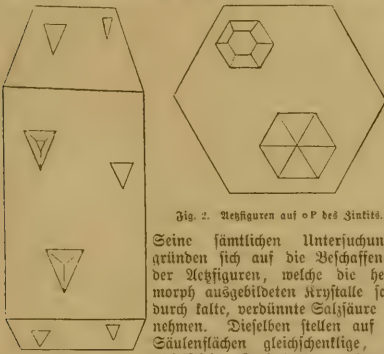 Fig. 2. Aetzfiguren auf oP des Zinkits.
Seine sämtlichen Untersuchun
gründen sich auf die Beschaffen
der Aetzfiguren, welche die he
morph ausgebildeten Krystalle
durch kalte, verdünnte Salzsäure
nehmen. Dieselben stellen auf
Säulenflächen gleichschenklige,